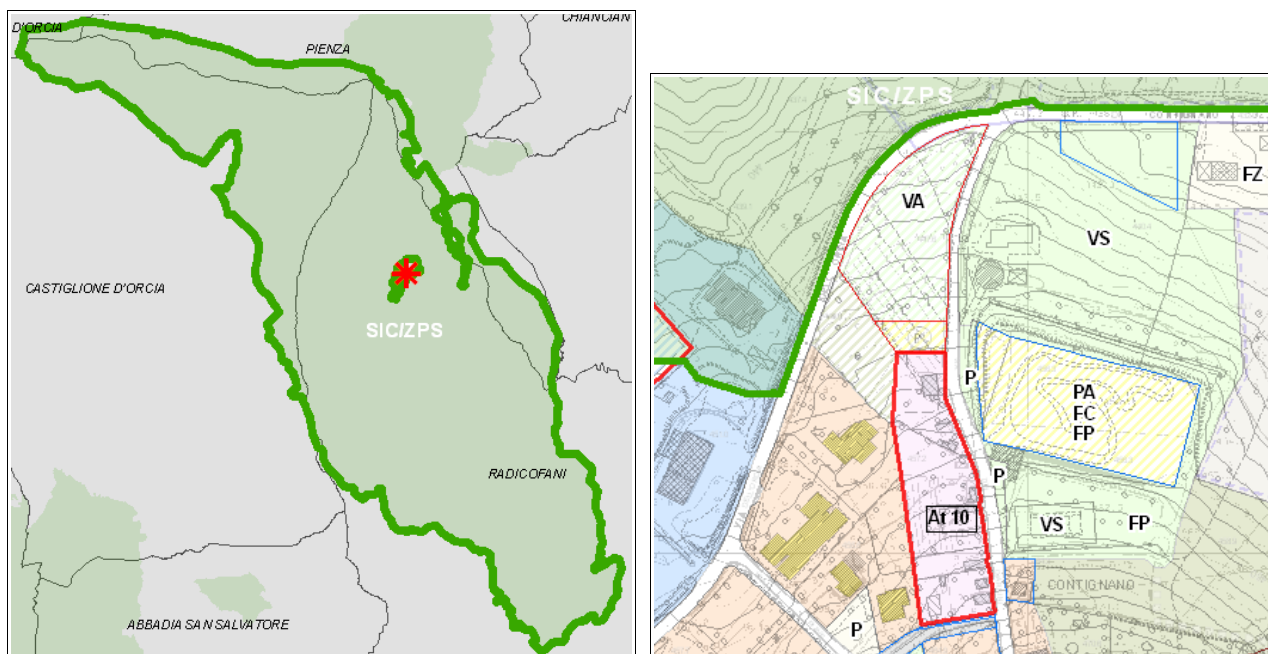 D'ORCIA
CHIANCIAN
PIENZA
CASTIGLIONE D'ORCIA
SIC/ZPS
RADICOFANI
ABBADIA SAN SALVATORE
SIC/ZPS
VA
FZ
VS
P
PA
FC
FP
P
At 10
VS
FP
CONTIGNANO
P